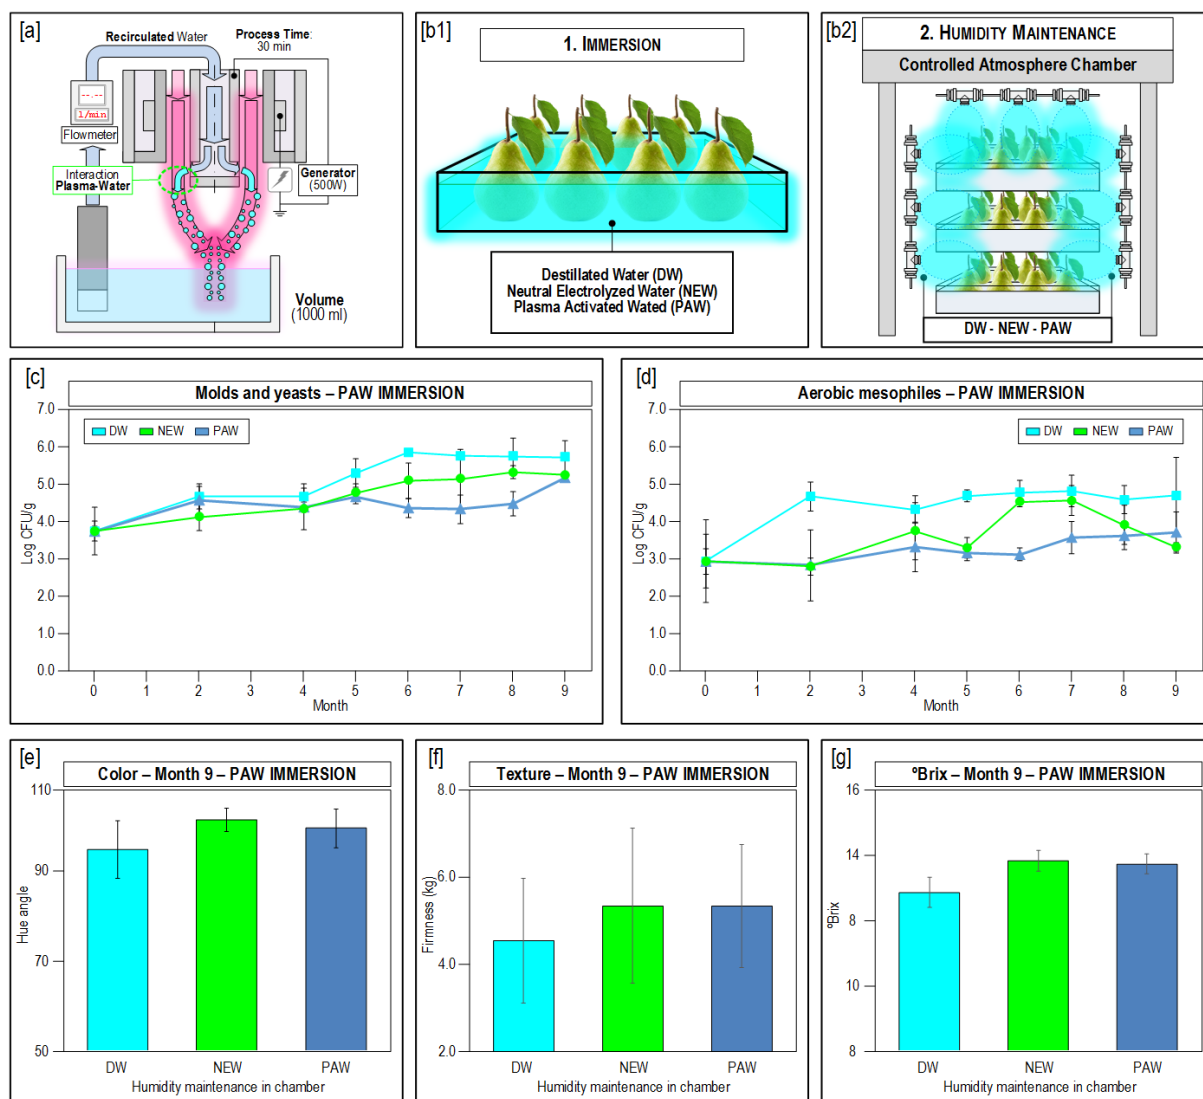 [a]
Recirculated Water
Process Time:
30 min
--.--
l/min
Flowmeter
Interaction
Plasma-Water
Generator
(500W)
Volume
(1000 ml)
[b1]
1. IMMERSION
Destillated Water (DW)
Neutral Electrolyzed Water (NEW)
Plasma Activated Wated (PAW)
[b2]
2. HUMIDITY MAINTENANCE
Controlled Atmosphere Chamber
DW - NEW - PAW
[c]
Molds and yeasts – PAW IMMERSION
DW NEW PAW
Log CFU/g
7.0
6.0
5.0
4.0
3.0
2.0
1.0
0.0
0 1 2 3 4 5 6 7 8 9
Month
[d]
Aerobic mesophiles – PAW IMMERSION
DW NEW PAW
Log CFU/g
7.0
6.0
5.0
4.0
3.0
2.0
1.0
0.0
0 1 2 3 4 5 6 7 8 9
Month
[e]
Color – Month 9 – PAW IMMERSION
Hue angle
110
90
70
50
DW NEW PAW
Humidity maintenance in chamber
[f]
Texture – Month 9 – PAW IMMERSION
Firmness (kg)
8.0
6.0
4.0
2.0
DW NEW PAW
Humidity maintenance in chamber
[g]
ºBrix – Month 9 – PAW IMMERSION
ºBrix
16
14
8
10
8
DW NEW PAW
Humidity maintenance in chamber